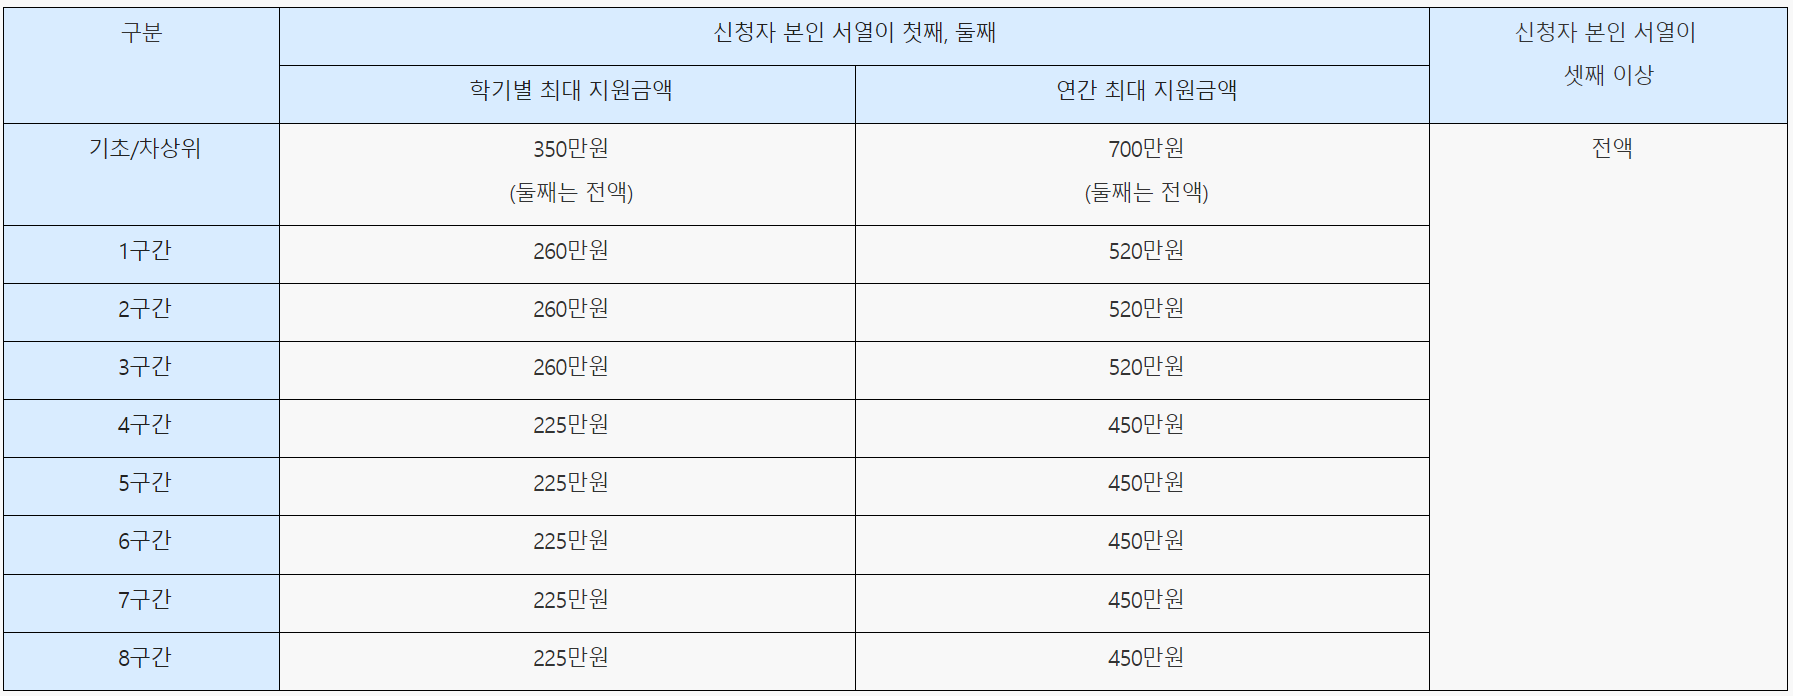 구분
신청자 본인 서열이 첫째, 둘째
신청자 본인 서열이
셋째 이상
학기별 최대 지원금액
연간 최대 지원금액
기초/차상위
350만원
(둘째는 전액)
700만원
(둘째는 전액)
전액
1구간
260만원
520만원
2구간
260만원
520만원
3구간
260만원
520만원
4구간
225만원
450만원
5구간
225만원
450만원
6구간
225만원
450만원
7구간
225만원
450만원
8구간
225만원
450만원